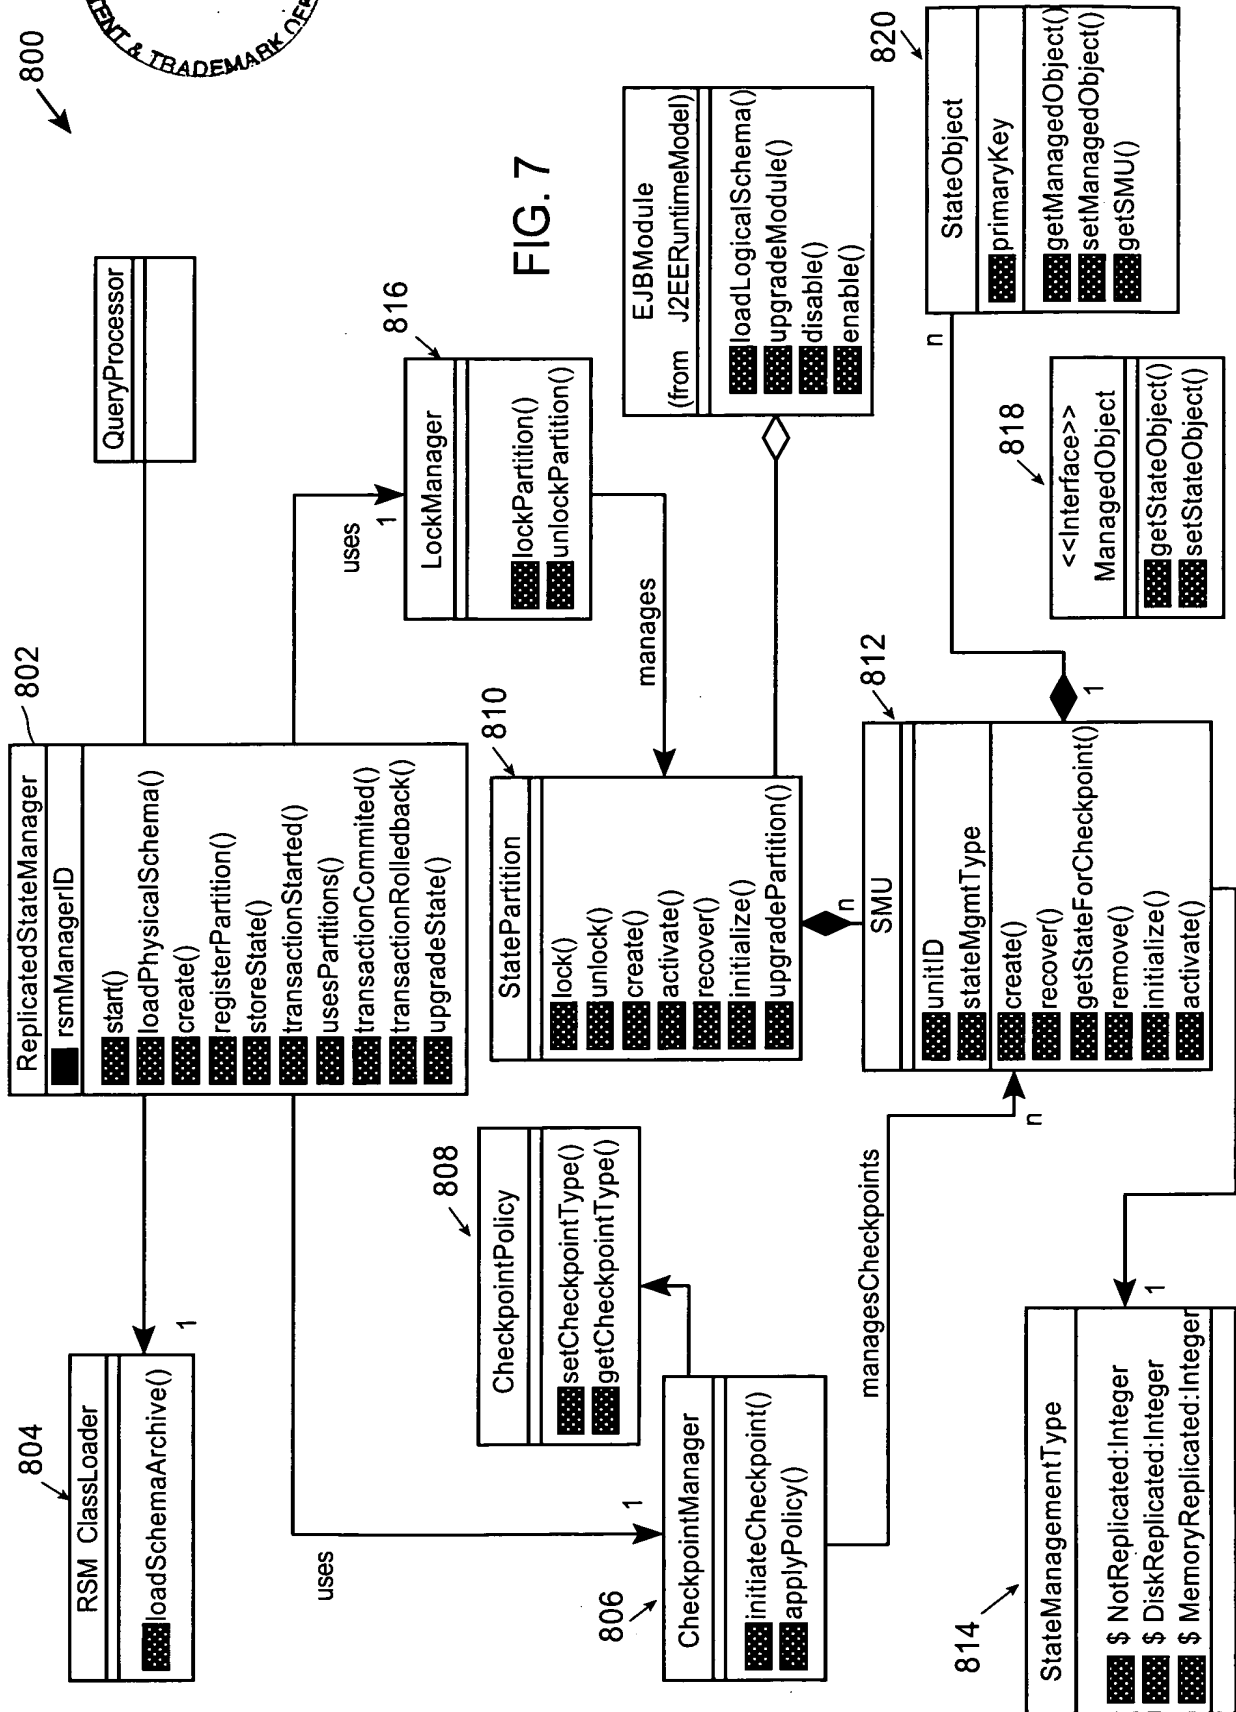 TENT & TRADEMARK OFF
800
804
RSM ClassLoader
loadSchemaArchive()
1
802
ReplicatedStateManager
rsmManagerID
start()
loadPhysicalSchema()
create()
registerPartition()
storeState()
transactionStarted()
usesPartitions()
transactionCommited()
transactionRolledback()
upgradeState()
QueryProcessor
uses
1
uses
1
816
LockManager
lockPartition()
unlockPartition()
manages
FIG. 7
808
CheckpointPolicy
setCheckpointType()
getCheckpointType()
806
CheckpointManager
initiateCheckpoint()
applyPolicy()
managesCheckpoints
n
810
StatePartition
lock()
unlock()
create()
activate()
recover()
initialize()
upgradePartition()
n
EJBModule
(from J2EERuntimeModel)
loadLogicalSchema()
upgradeModule()
disable()
enable()
812
SMU
unitID
stateMgmtType
create()
recover()
getStateForCheckpoint()
remove()
initialize()
activate()
1
n
818
<<Interface>>
ManagedObject
getStateObject()
setStateObject()
820
StateObject
primaryKey
getManagedObject()
setManagedObject()
getSMU()
814
StateManagementType
$ NotReplicated:Integer
$ DiskReplicated:Integer
$ MemoryReplicated:Integer
1